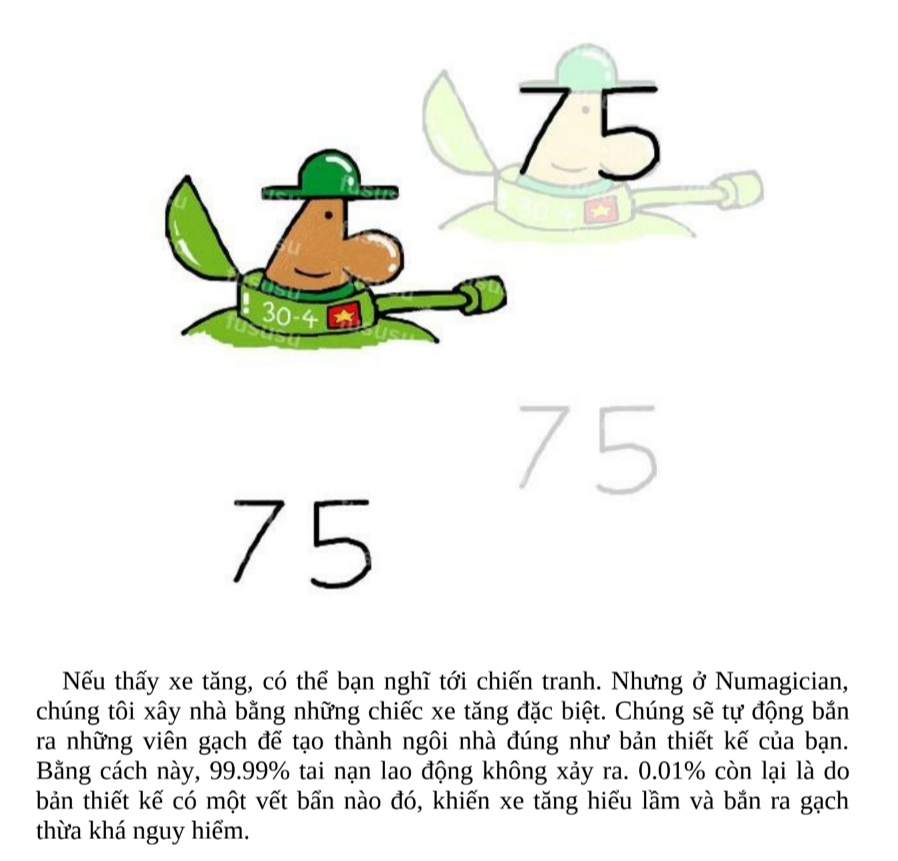 75
fususu
30-4
fususu
75
75
Nếu thấy xe tăng, có thể bạn nghĩ tới chiến tranh. Nhưng ở Numagician,
chúng tôi xây nhà bằng những chiếc xe tăng đặc biệt. Chúng sẽ tự động bắn
ra những viên gạch để tạo thành ngôi nhà đúng như bản thiết kế của bạn.
Bằng cách này, 99.99% tai nạn lao động không xảy ra. 0.01% còn lại là do
bản thiết kế có một vết bẩn nào đó, khiến xe tăng hiểu lầm và bắn ra gạch
thừa khá nguy hiểm.